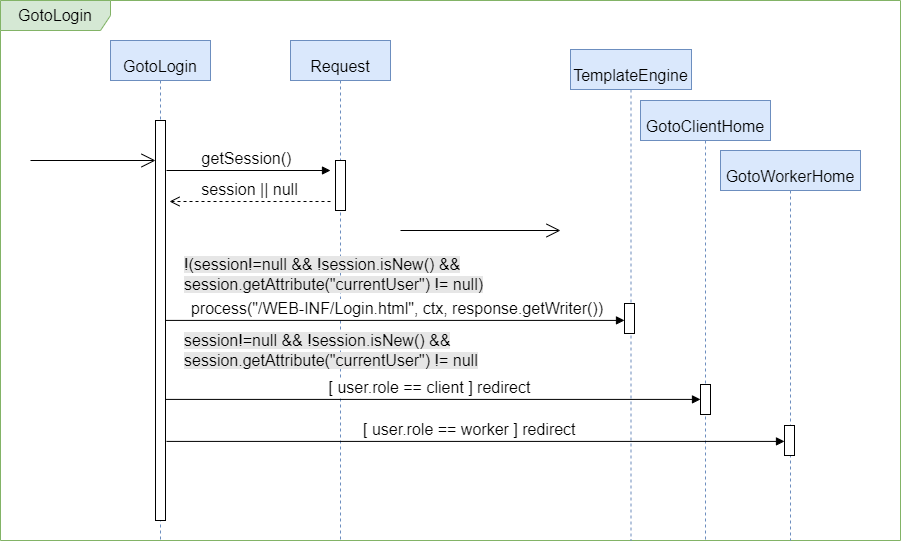 GotoLogin
GotoLogin
Request
TemplateEngine
GotoClientHome
GotoWorkerHome
getSession()
session || null
!(session!=null && !session.isNew() &&
session.getAttribute("currentUser") != null)
process("/WEB-INF/Login.html", ctx, response.getWriter())
session!=null && !session.isNew() &&
session.getAttribute("currentUser") != null
[ user.role == client ] redirect
[ user.role == worker ] redirect